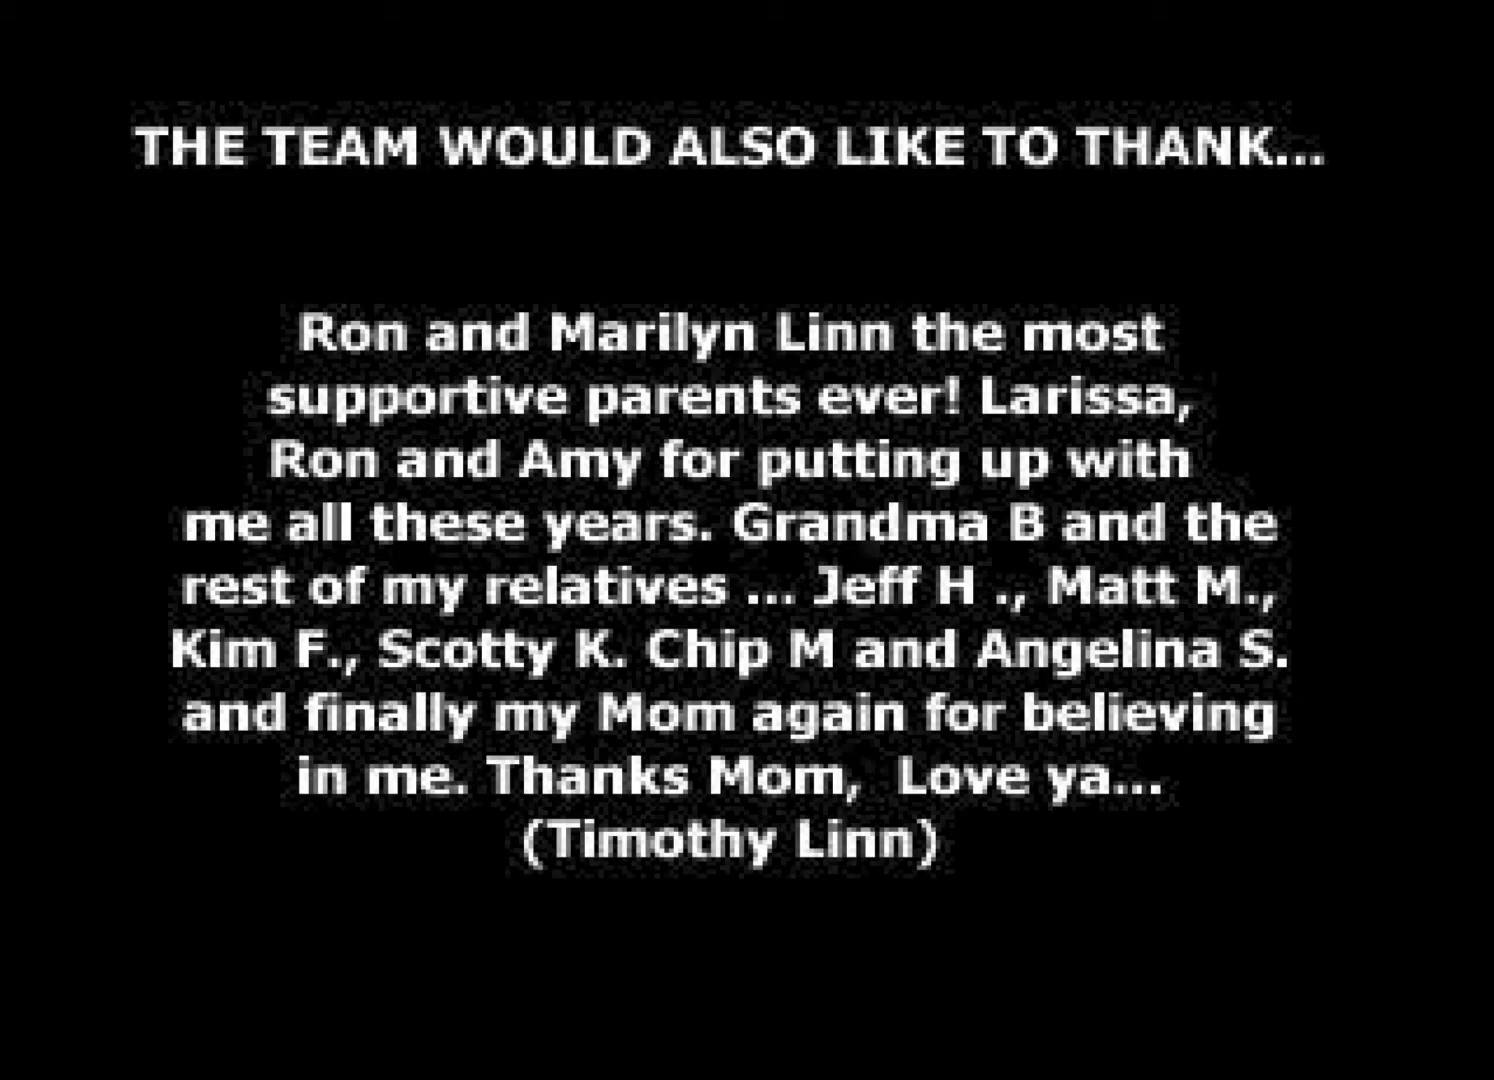 THE TEAM WOULD ALSO LIKE TO THANK...
Ron and Marilyn Linn the most
supportive parents ever! Larissa,
Ron and Amy for putting up with
me all these years. Grandma B and the
rest of my relatives ... Jeff H ., Matt M.,
Kim F., Scotty K. Chip M and Angelina S.
and finally my Mom again for believing
in me. Thanks Mom,  Love ya...
(Timothy Linn)